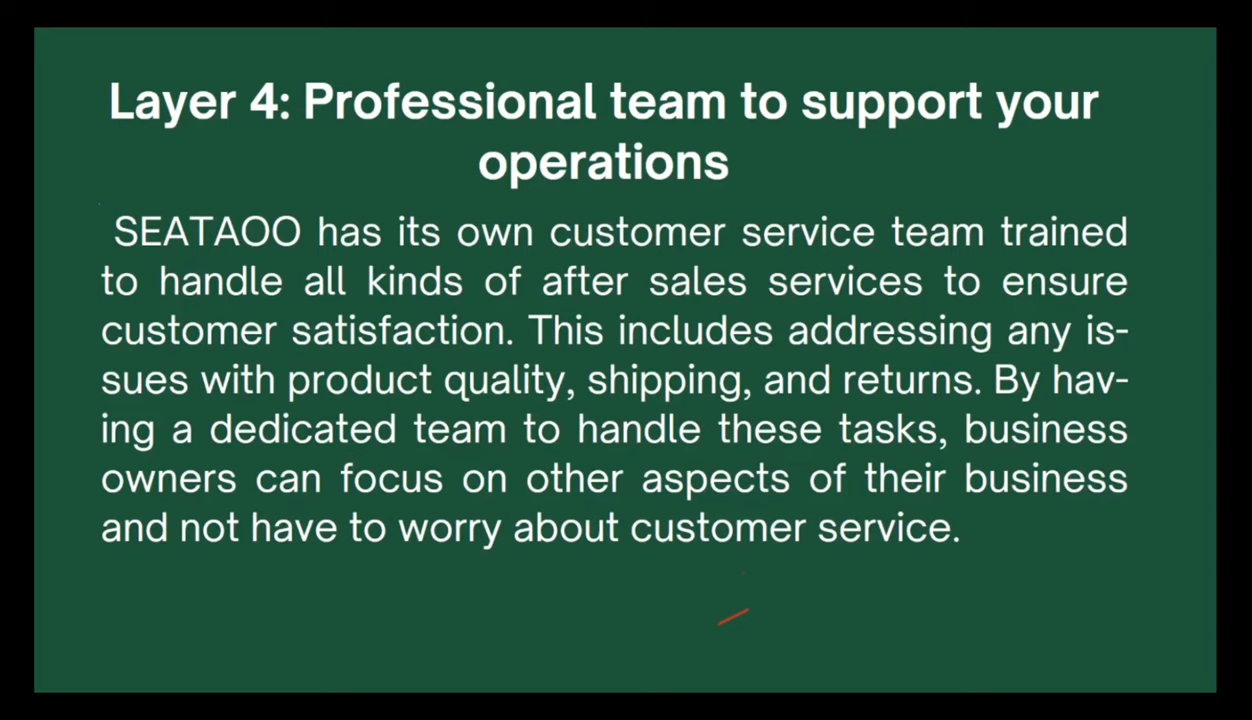 Layer 4: Professional team to support your
operations
SEATAOO has its own customer service team trained
to handle all kinds of after sales services to ensure
customer satisfaction. This includes addressing any is-
sues with product quality, shipping, and returns. By hav-
ing a dedicated team to handle these tasks, business
owners can focus on other aspects of their business
and not have to worry about customer service.